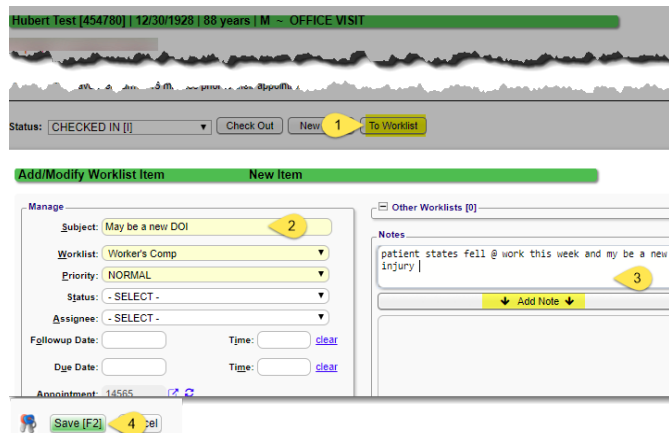 Hubert Test [454780] | 12/30/1928 | 88 years | M ~ OFFICE VISIT
Status: CHECKED IN [I] Check Out New 1 To Worklist
Add/Modify Worklist Item New Item
Manage
Subject: May be a new DOI 2
Worklist: Worker's Comp
Priority: NORMAL
Status: - SELECT -
Assignee: - SELECT -
Followup Date: Time: clear
Due Date: Time: clear
Appointment: 14565
Other Worklists [0]
Notes
patient states fell @ work this week and my be a new
injury
3
Add Note
Save [F2] 4